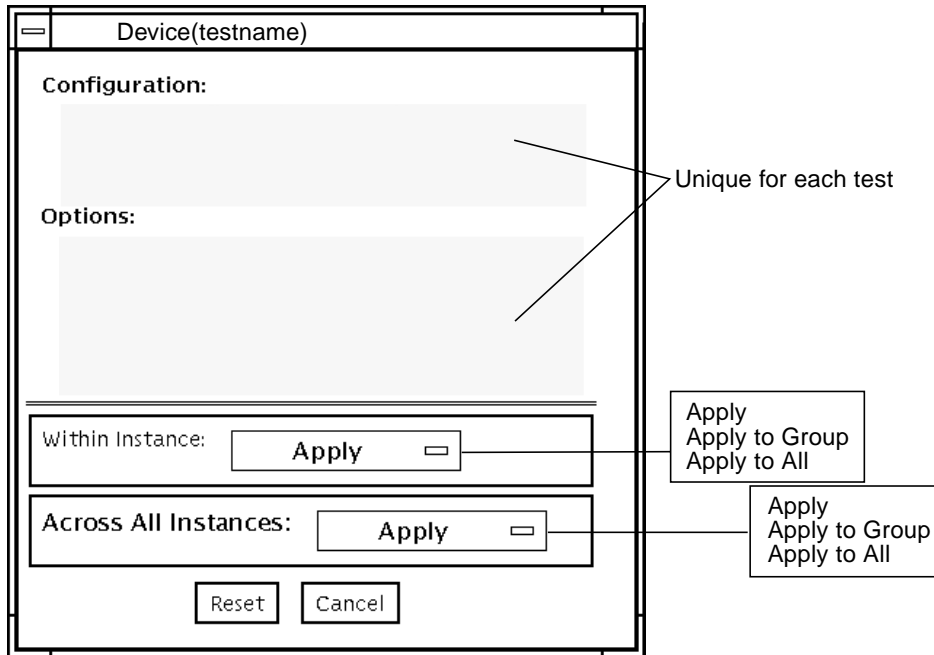 Device(testname)
Configuration:
Unique for each test
Options:
Within Instance:
Apply
Apply
Apply to Group
Apply to All
Across All Instances:
Apply
Apply
Apply to Group
Apply to All
Reset
Cancel